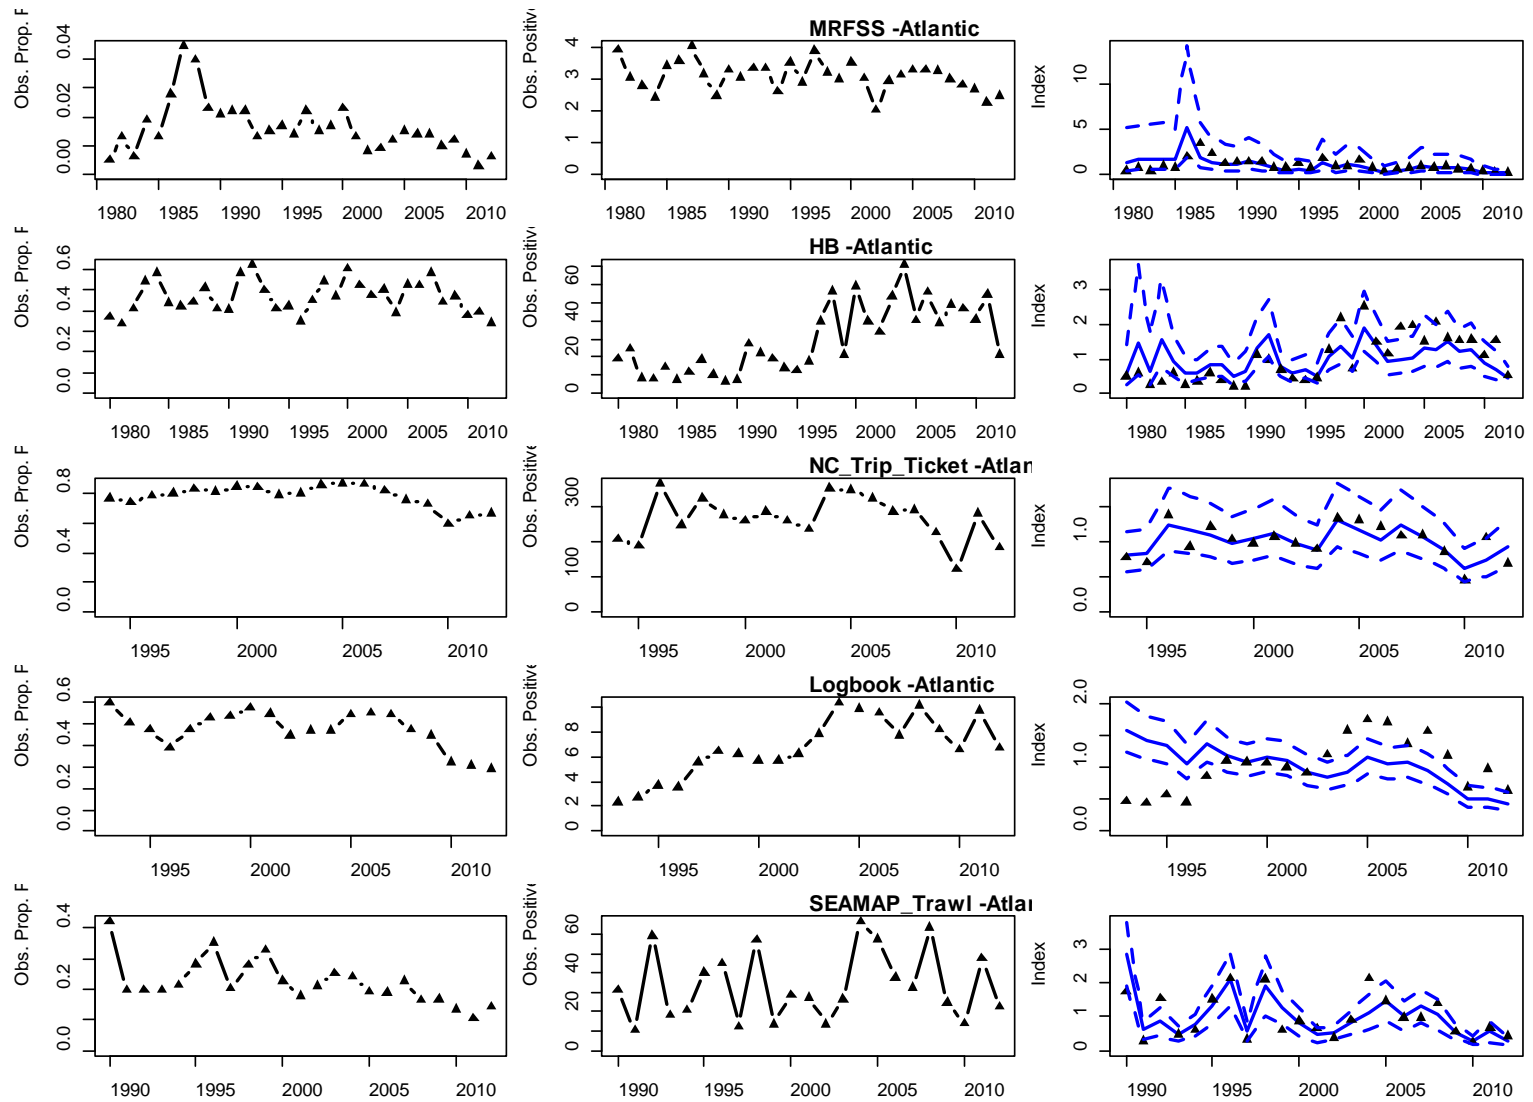 MRFSS -Atlantic
Obs. Prop. F
0.00 0.02 0.04
1980 1985 1990 1995 2000 2005 2010
Obs. Positive
0 1 2 3 4
1980 1985 1990 1995 2000 2005 2010
Index
0 5 10
1980 1985 1990 1995 2000 2005 2010
HB -Atlantic
Obs. Prop. F
0.0 0.2 0.4 0.6
1980 1985 1990 1995 2000 2005 2010
Obs. Positive
0 20 40 60
1980 1985 1990 1995 2000 2005 2010
Index
0 1 2 3
1980 1985 1990 1995 2000 2005 2010
NC_Trip_Ticket -Atlan
Obs. Prop. F
0.0 0.4 0.8
1995 2000 2005 2010
Obs. Positive
0 100 300
1995 2000 2005 2010
Index
0.0 1.0
1995 2000 2005 2010
Logbook -Atlantic
Obs. Prop. F
0.0 0.2 0.4 0.6
1995 2000 2005 2010
Obs. Positive
0 2 4 6 8
1995 2000 2005 2010
Index
0.0 1.0 2.0
1995 2000 2005 2010
SEAMAP_Trawl -Atlan
Obs. Prop. F
0.0 0.2 0.4
1990 1995 2000 2005 2010
Obs. Positive
0 20 40 60
1990 1995 2000 2005 2010
Index
0 1 2 3
1990 1995 2000 2005 2010